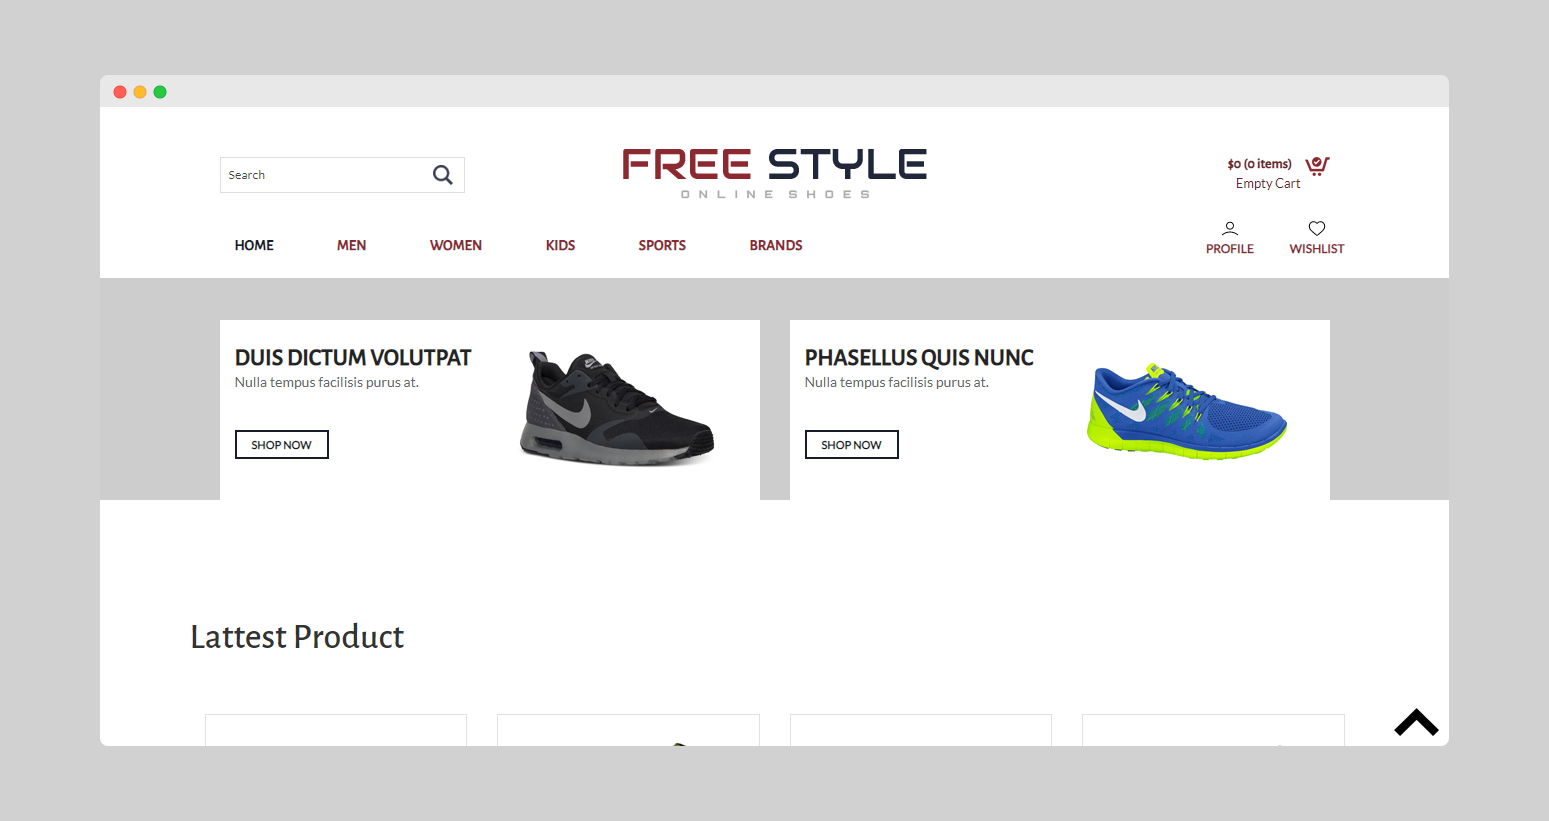 Search
FREE STYLE
ONLINE SHOES
$0 (0 items)
Empty Cart
HOME MEN WOMEN KIDS SPORTS BRANDS
PROFILE WISHLIST
DUIS DICTUM VOLUTPAT
Nulla tempus facilisis purus at.
SHOP NOW
PHASELLUS QUIS NUNC
Nulla tempus facilisis purus at.
SHOP NOW
Lattest Product